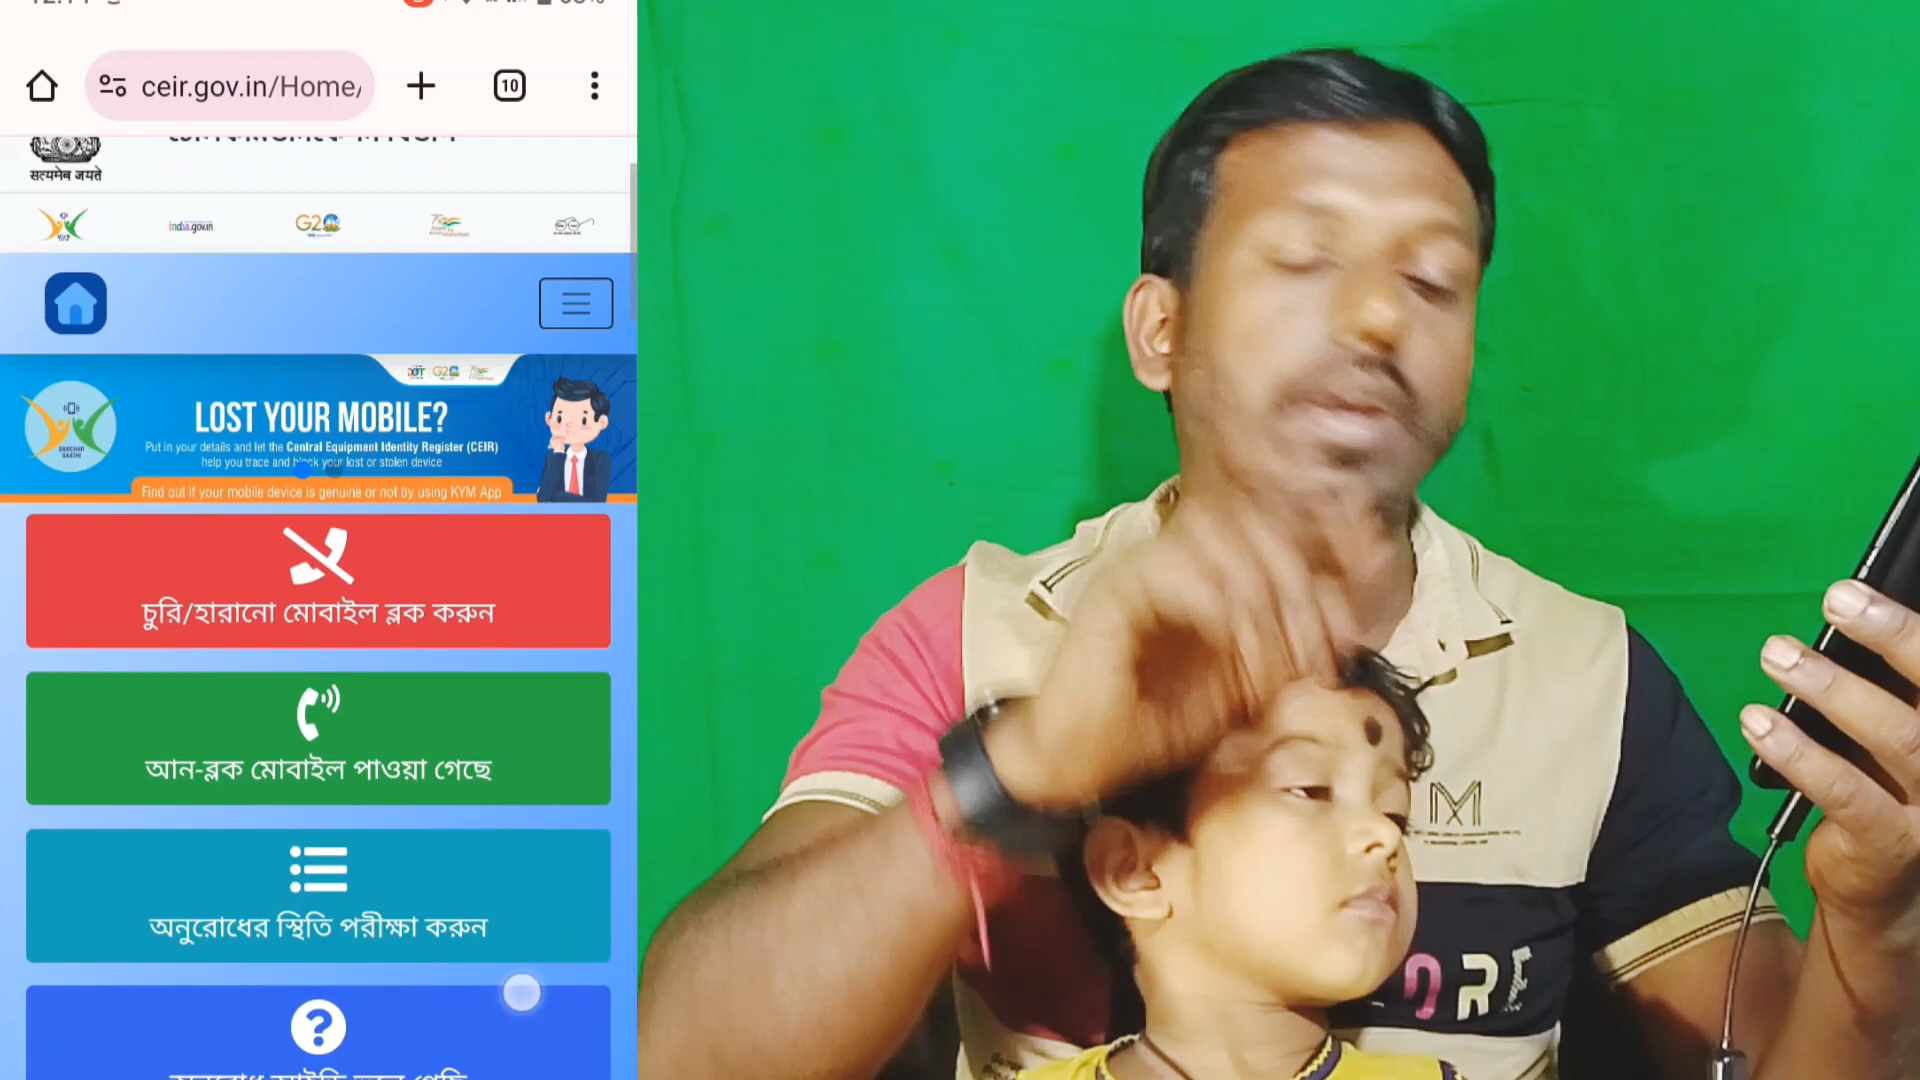 ceir.gov.in/Home/
10
सत्यमेव जयते
india.gov.in
G20
LOST YOUR MOBILE?
Put in your details and let the Central Equipment Identity Register (CEIR)
help you trace and block your lost or stolen device
SANCHAR
SAATHI
Find out if your mobile device is genuine or not by using KYM App
চুরি/হারানো মোবাইল ব্লক করুন
আন-ব্লক মোবাইল পাওয়া গেছে
অনুরোধের স্থিতি পরীক্ষা করুন
M